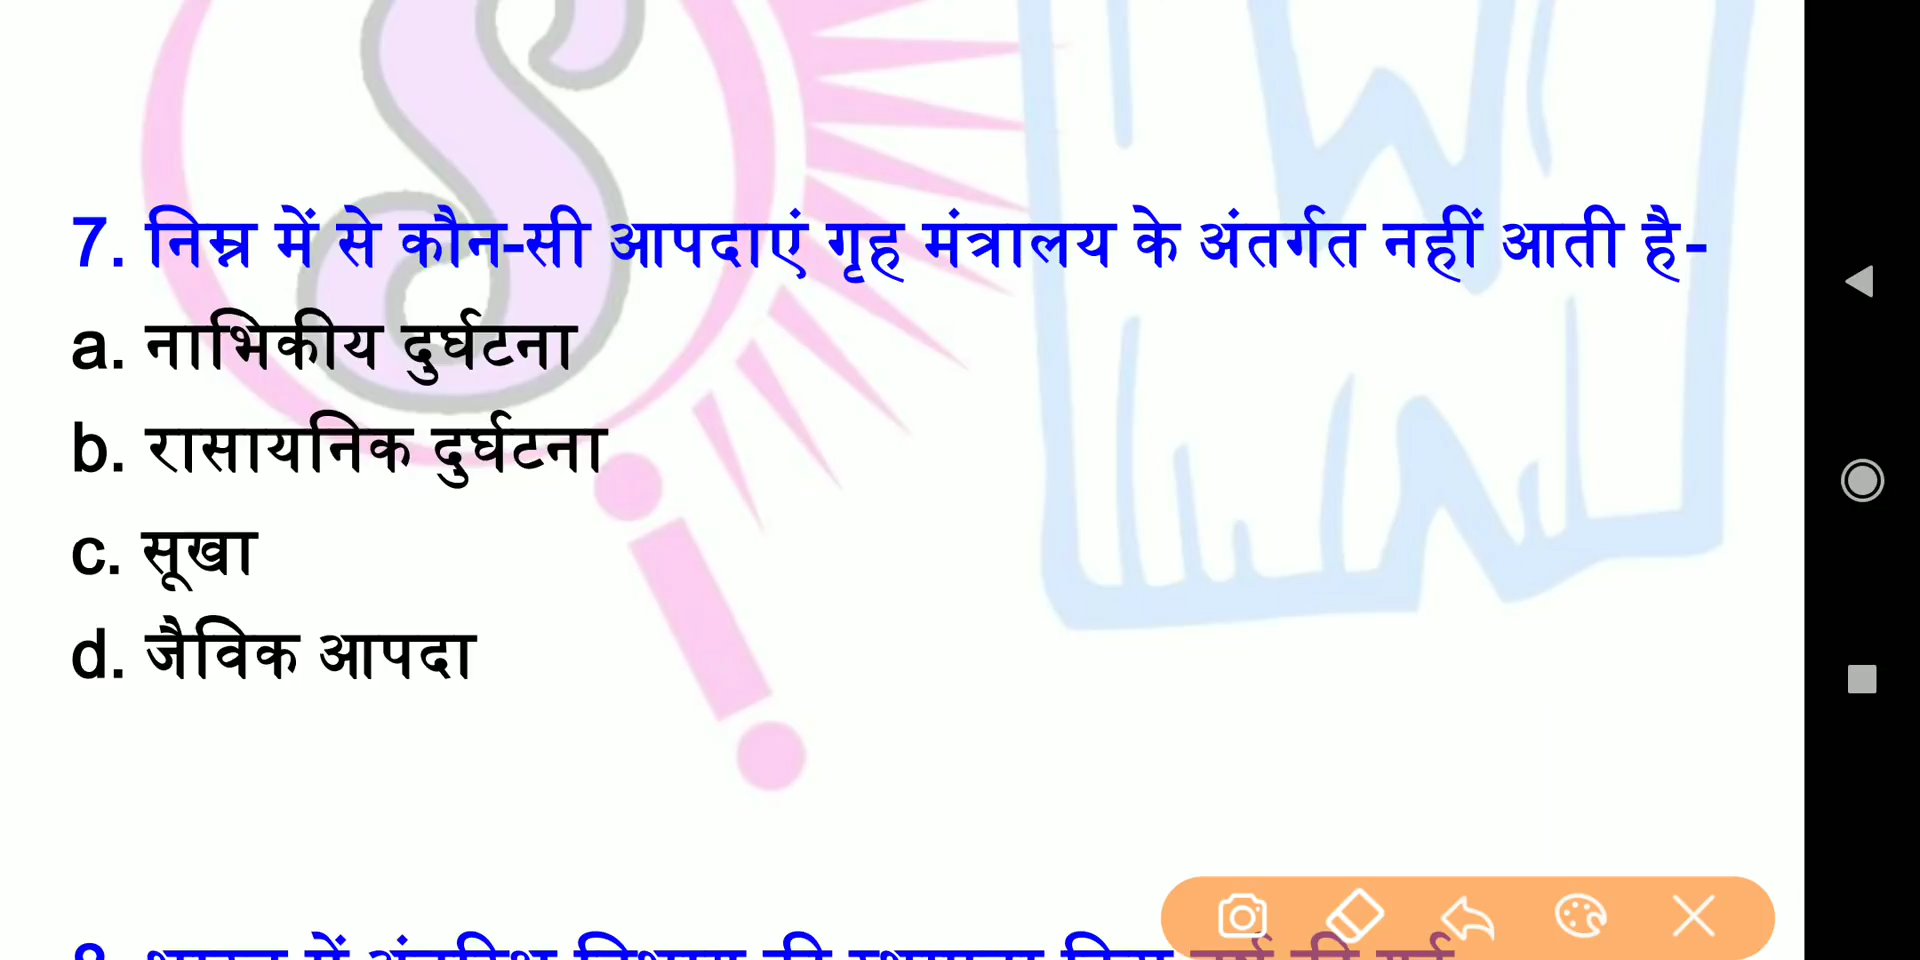 7. निम्न में से कौन-सी आपदाएं गृह मंत्रालय के अंतर्गत नहीं आती है-
a. नाभिकीय दुर्घटना
b. रासायनिक दुर्घटना
c. सूखा
d. जैविक आपदा